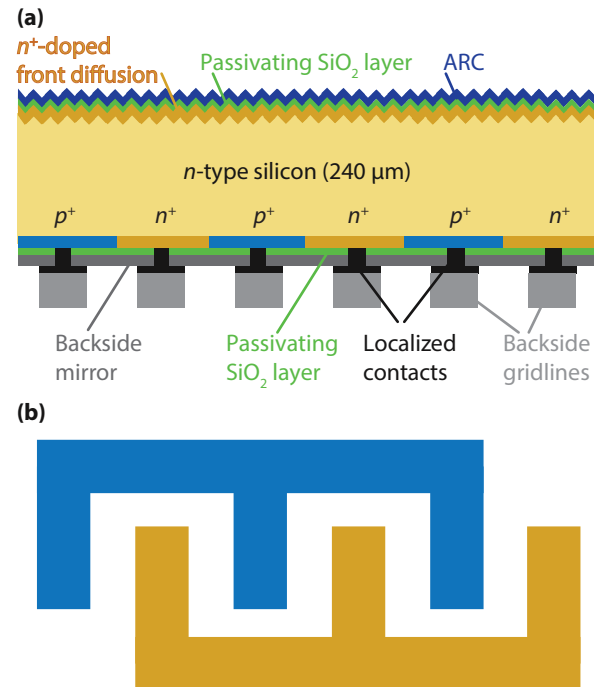 (a)
n⁺-doped
front diffusion
Passivating SiO₂ layer
ARC
n-type silicon (240 μm)
p⁺ n⁺ p⁺ n⁺ p⁺ n⁺
Backside
mirror
Passivating
SiO₂ layer
Localized
contacts
Backside
gridlines
(b)